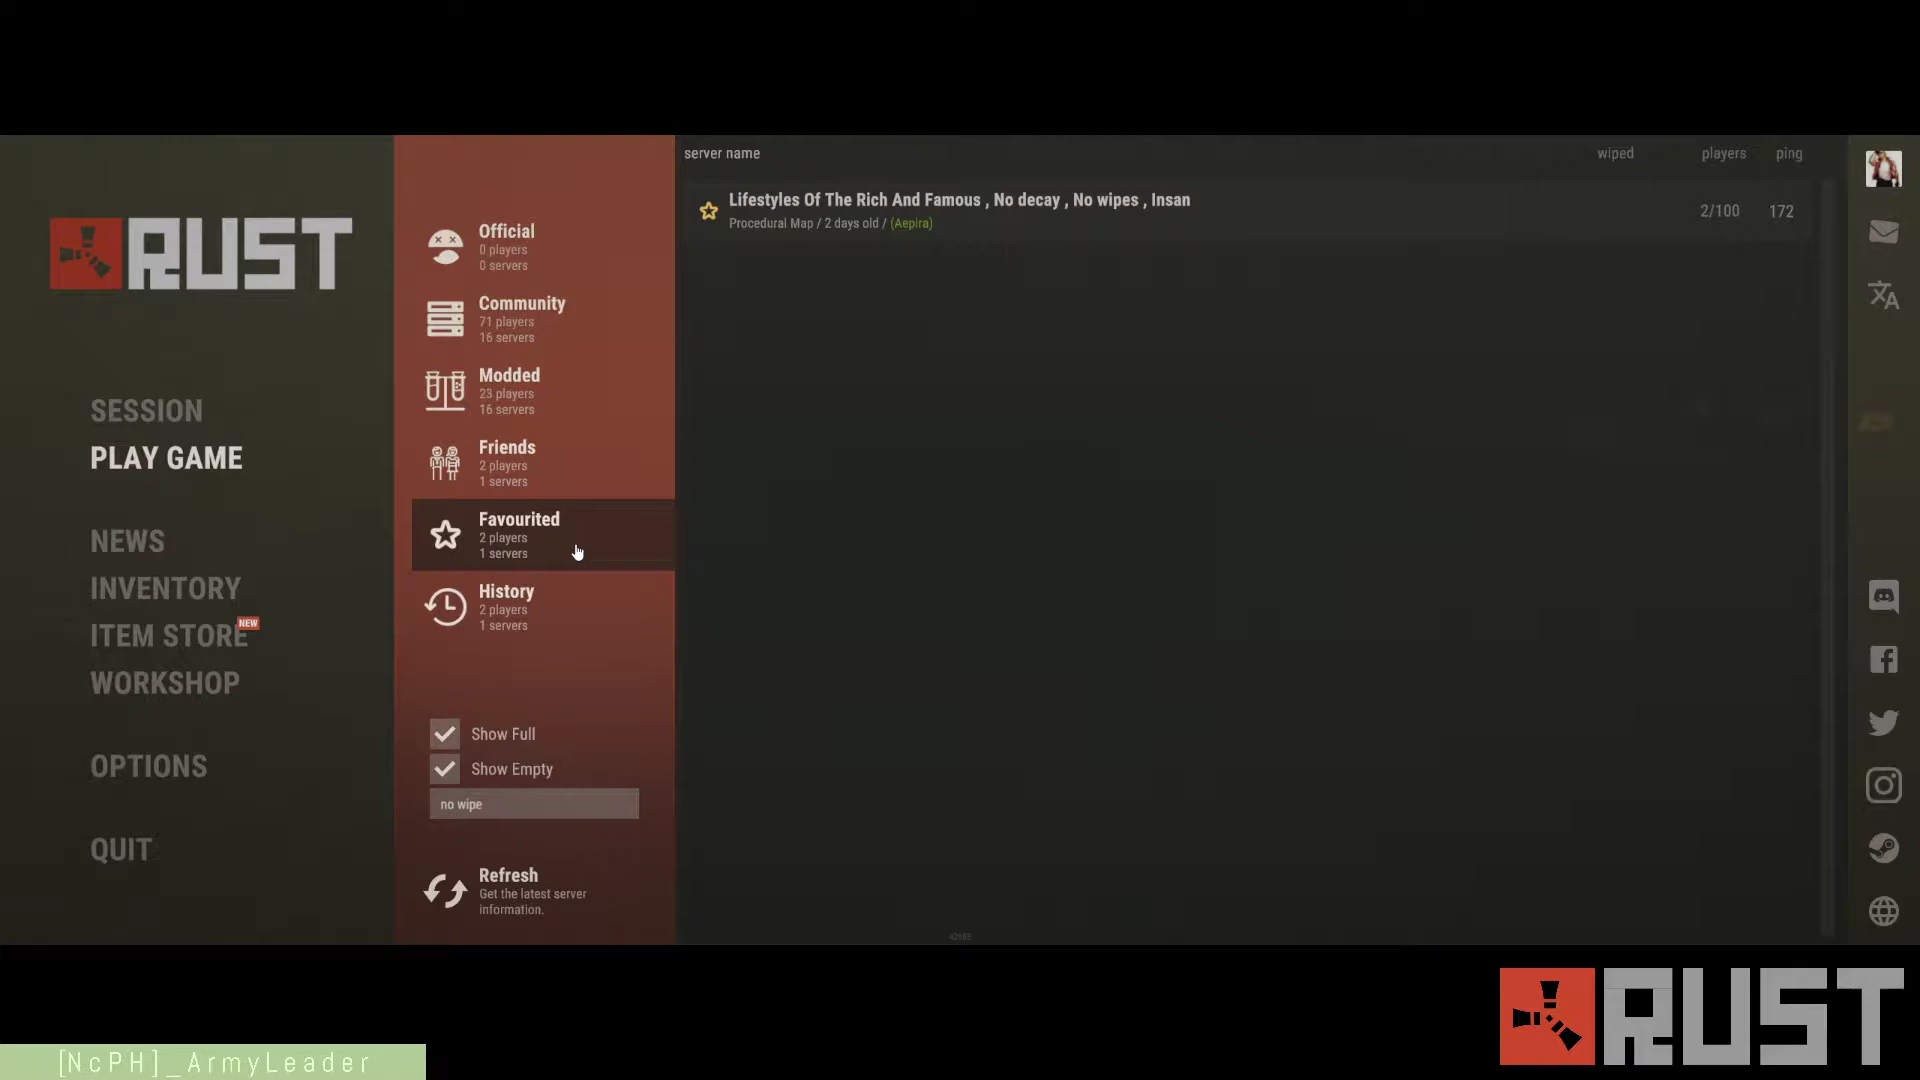 server name
wiped
players
ping
Lifestyles Of The Rich And Famous , No decay , No wipes , Insan
Procedural Map / 2 days old / (Aepira)
2/100
172
RUST
SESSION
PLAY GAME
NEWS
INVENTORY
ITEM STORE
NEW
WORKSHOP
OPTIONS
QUIT
Official
0 players
0 servers
Community
71 players
16 servers
Modded
23 players
16 servers
Friends
2 players
1 servers
Favourited
2 players
1 servers
History
2 players
1 servers
Show Full
Show Empty
no wipe
Refresh
Get the latest server
information.
RUST
[NcPH]_ArmyLeader